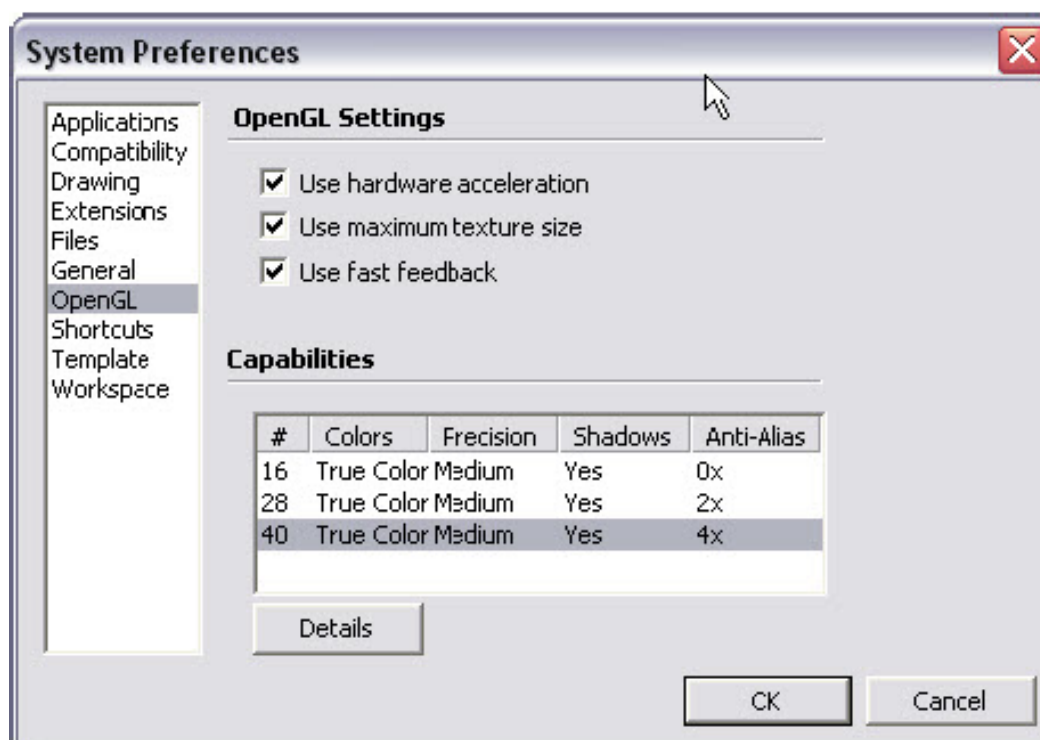 System Preferences
Applications
Compatibility
Drawing
Extensions
Files
General
OpenGL
Shortcuts
Template
Workspace
OpenGL Settings
Use hardware acceleration
Use maximum texture size
Use fast feedback
Capabilities
# Colors Frecision Shadows Anti-Alias
16 True Color Medium Yes 0x
28 True Color Medium Yes 2x
40 True Color Medium Yes 4x
Details
CK Cancel